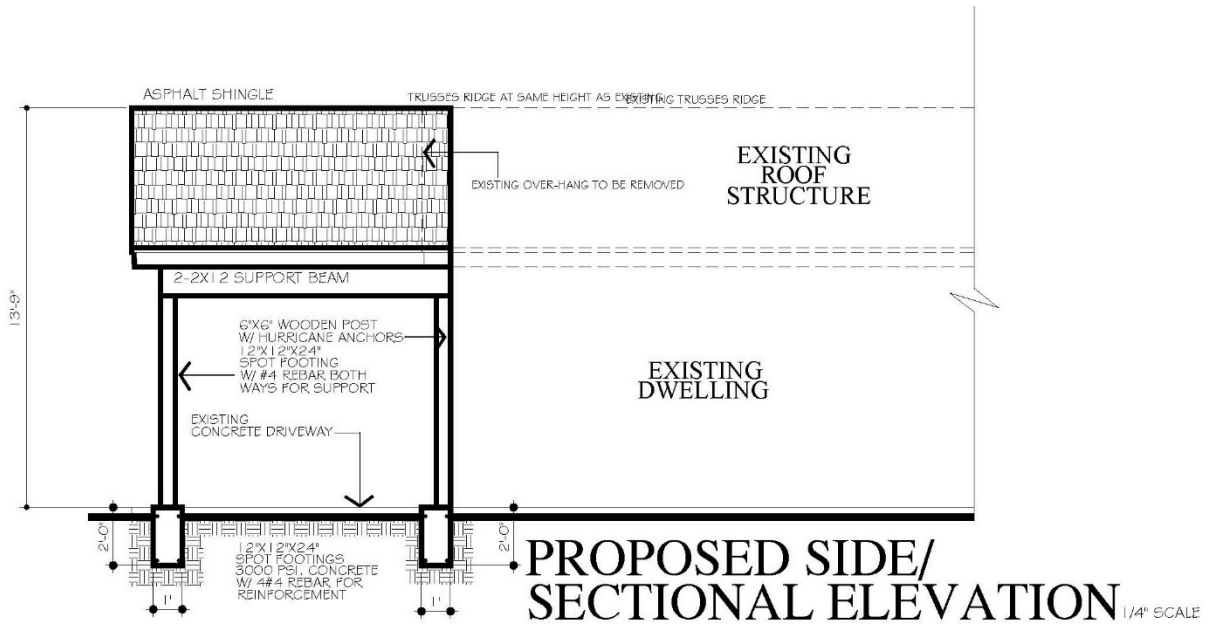 ASPHALT SHINGLE
TRUSSES RIDGE AT SAME HEIGHT AS EXISTING
EXISTING TRUSSES RIDGE
EXISTING
ROOF
STRUCTURE
EXISTING OVER-HANG TO BE REMOVED
2-2X12 SUPPORT BEAM
13'-9"
6"X6" WOODEN POST
W/ HURRICANE ANCHORS
12"X12"X24"
SPOT FOOTING
W/ #4 REBAR BOTH
WAYS FOR SUPPORT
EXISTING
DWELLING
EXISTING
CONCRETE DRIVEWAY
2'-0"
2'-0"
12"X12"X24"
SPOT FOOTINGS
3000 PSI. CONCRETE
W/ 4#4 REBAR FOR
REINFORCEMENT
1'
1'
PROPOSED SIDE/
SECTIONAL ELEVATION 1/4" SCALE